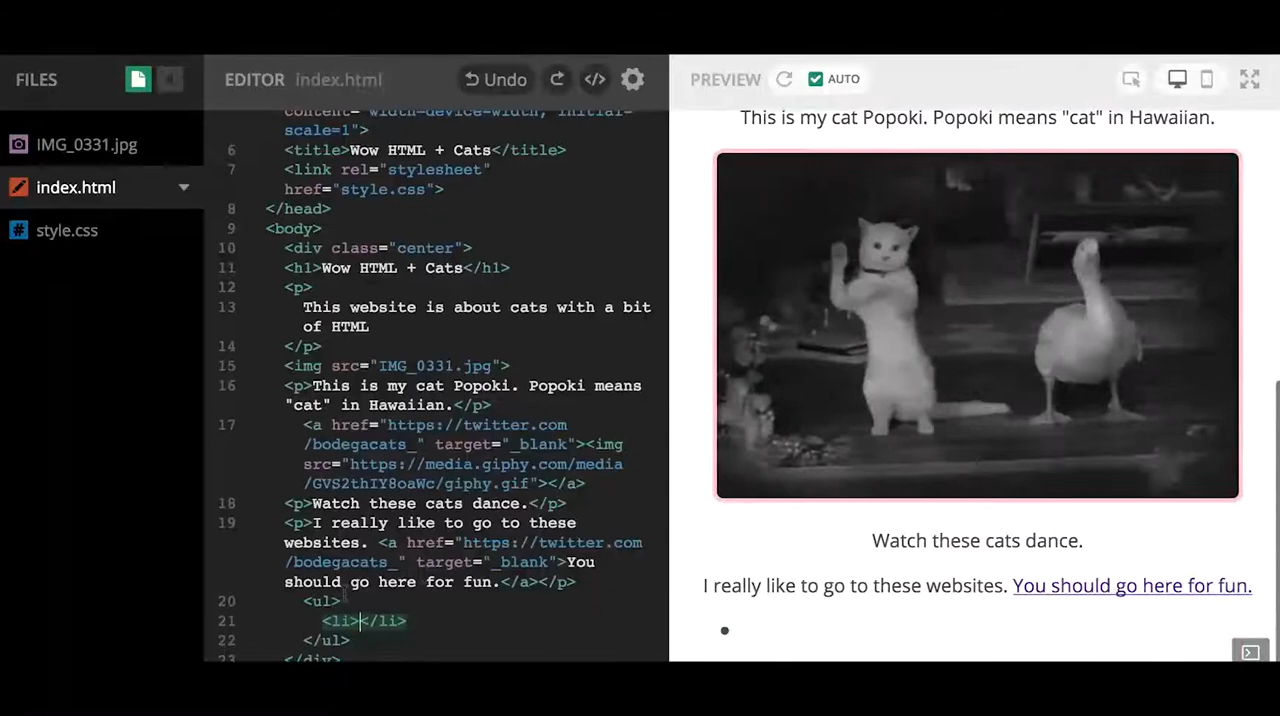 FILES
IMG_0331.jpg
index.html
style.css
EDITOR index.html Undo </>
content="width=device-width, initial-
scale=1">
6 <title>Wow HTML + Cats</title>
7 <link rel="stylesheet"
href="style.css">
8 </head>
9 <body>
10 <div class="center">
11 <h1>Wow HTML + Cats</h1>
12 <p>
13 This website is about cats with a bit
of HTML
14 </p>
15 <img src="IMG_0331.jpg">
16 <p>This is my cat Popoki. Popoki means
"cat" in Hawaiian.</p>
17 <a href="https://twitter.com
/bodegacats_" target="_blank"><img
src="https://media.giphy.com/media
/GVS2thIY8oaWc/giphy.gif"></a>
18 <p>Watch these cats dance.</p>
19 <p>I really like to go to these
websites. <a href="https://twitter.com
/bodegacats_" target="_blank">You
should go here for fun.</a></p>
20 <ul>
21 <li></li>
22 </ul>
23 </div>
PREVIEW AUTO
This is my cat Popoki. Popoki means "cat" in Hawaiian.
Watch these cats dance.
I really like to go to these websites. You should go here for fun.